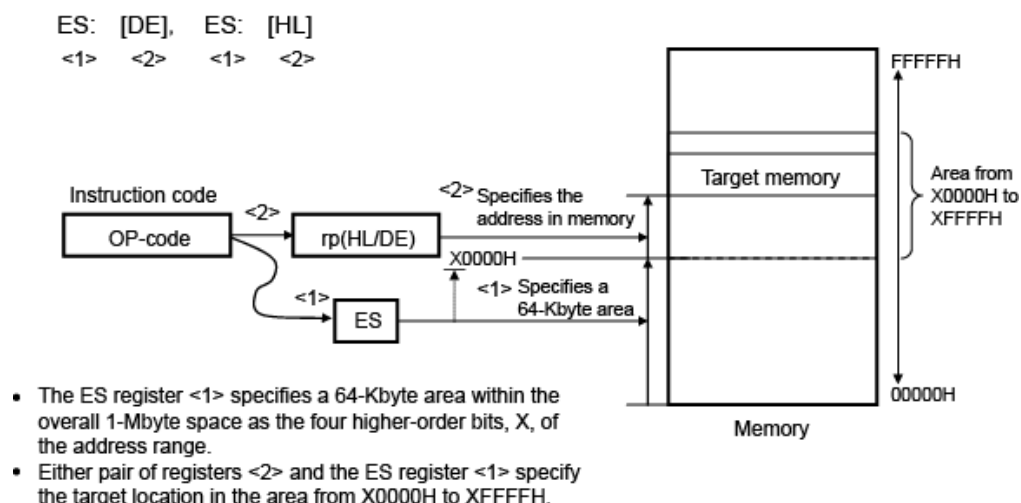 ES: [DE], ES: [HL]
<1> <2> <1> <2>
FFFFFH
Target memory
Area from
X0000H to
XFFFFH
Instruction code
OP-code
<2>
rp(HL/DE)
<2> Specifies the
address in memory
X0000H
<1>
ES
<1> Specifies a
64-Kbyte area
00000H
Memory
• The ES register <1> specifies a 64-Kbyte area within the
overall 1-Mbyte space as the four higher-order bits, X, of
the address range.
• Either pair of registers <2> and the ES register <1> specify
the target location in the area from X0000H to XFFFFH.